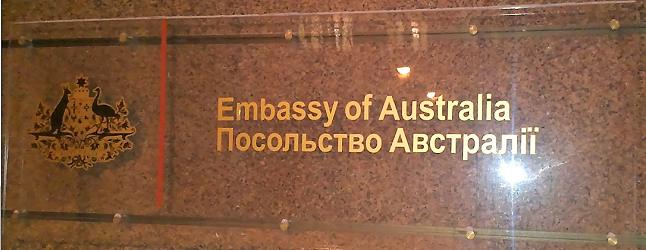 Embassy of Australia
Посольство Австралії